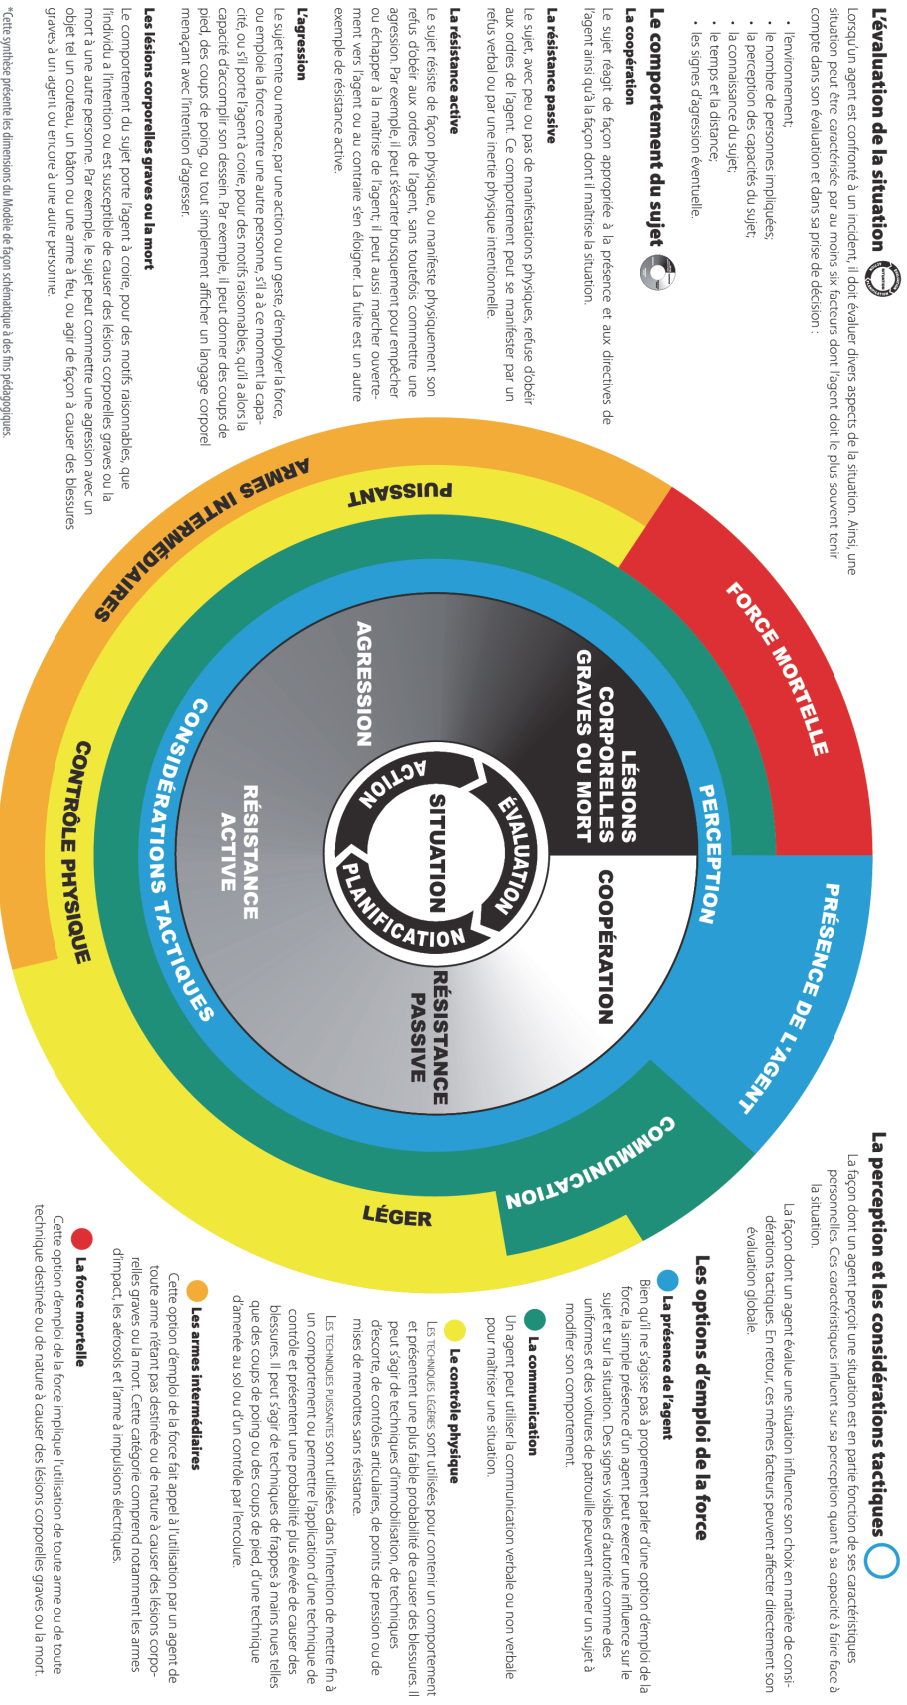 L'évaluation de la situation
Lorsqu'un agent est confronté à un incident, il doit évaluer divers aspects de la situation. Ainsi, une
situation peut être caractérisée par au moins six facteurs dont l'agent doit le plus souvent tenir
compte dans son évaluation et dans sa prise de décision :
• l'environnement;
• le nombre de personnes impliquées;
• la perception des capacités du sujet;
• la connaissance du sujet;
• le temps et la distance;
• les signes d'agression éventuelle.
Le comportement du sujet
La coopération
Le sujet réagit de façon appropriée à la présence et aux directives de
l'agent ainsi qu'à la façon dont il maîtrise la situation.
La résistance passive
Le sujet, avec peu ou pas de manifestations physiques, refuse d'obéir
aux ordres de l'agent. Ce comportement peut se manifester par un
refus verbal ou par une inertie physique intentionnelle.
La résistance active
Le sujet résiste de façon physique, ou manifeste physiquement son
refus d'obéir aux ordres de l'agent, sans toutefois commettre une
agression. Par exemple, il peut s'écarter brusquement pour empêcher
ou échapper à la maîtrise de l'agent; il peut aussi marcher ouverte-
ment vers l'agent ou au contraire s'en éloigner. La fuite est un autre
exemple de résistance active.
L'agression
Le sujet tente ou menace, par une action ou un geste, d'employer la force,
ou emploie la force contre une autre personne, s'il a à ce moment la capa-
cité, ou s'il porte l'agent à croire, pour des motifs raisonnables, qu'il a alors la
capacité d'accomplir son dessein. Par exemple, il peut donner des coups de
pied, des coups de poing, ou tout simplement afficher un langage corporel
menaçant avec l'intention d'agresser.
Les lésions corporelles graves ou la mort
Le comportement du sujet porte l'agent à croire, pour des motifs raisonnables, que
l'individu a l'intention ou est susceptible de causer des lésions corporelles graves ou la
mort à une autre personne. Par exemple, le sujet peut commettre une agression avec un
objet tel un couteau, un bâton ou une arme à feu, ou agir de façon à causer des blessures
graves à un agent ou encore à une autre personne.
*Cette synthèse présente les dimensions du Modèle de façon schématique à des fins pédagogiques.
FORCE MORTELLE
PRÉSENCE DE L'AGENT
PERCEPTION
LÉSIONS
CORPORELLES
GRAVES OU MORT
COOPÉRATION
ÉVALUATION
SITUATION
PLANIFICATION
ACTION
RÉSISTANCE
PASSIVE
AGRESSION
RÉSISTANCE
ACTIVE
CONSIDÉRATIONS TACTIQUES
COMMUNICATION
PUISSANT
LÉGER
CONTRÔLE PHYSIQUE
ARMES INTERMÉDIAIRES
La perception et les considérations tactiques
La façon dont un agent perçoit une situation est en partie fonction de ses caractéristiques
personnelles. Ces caractéristiques influent sur sa perception quant à sa capacité à faire face à
la situation.
La façon dont un agent évalue une situation influence son choix en matière de consi-
dérations tactiques. En retour, ces mêmes facteurs peuvent affecter directement son
évaluation globale.
Les options d'emploi de la force
La présence de l'agent
Bien qu'il ne s'agisse pas à proprement parler d'une option d'emploi de la
force, la simple présence d'un agent peut exercer une influence sur le
sujet et sur la situation. Des signes visibles d'autorité comme des
uniformes et des voitures de patrouille peuvent amener un sujet à
modifier son comportement.
La communication
Un agent peut utiliser la communication verbale ou non verbale
pour maîtriser une situation.
Le contrôle physique
LES TECHNIQUES LÉGÈRES sont utilisées pour contenir un comportement
et présentent une plus faible probabilité de causer des blessures. Il
peut s'agir de techniques d'immobilisation, de techniques
d'escorte, de contrôles articulaires, de points de pression ou de
mises de menottes sans résistance.
LES TECHNIQUES PUISSANTES sont utilisées dans l'intention de mettre fin à
un comportement ou permettre l'application d'une technique de
contrôle et présentent une probabilité plus élevée de causer des
blessures. Il peut s'agir de techniques de frappes à mains nues telles
que des coups de poing ou des coups de pied, d'une technique
d'amenée au sol ou d'un contrôle par l'encolure.
Les armes intermédiaires
Cette option d'emploi de la force fait appel à l'utilisation par un agent de
toute arme n'étant pas destinée ou de nature à causer des lésions corpo-
relles graves ou la mort. Cette catégorie comprend notamment les armes
d'impact, les aérosols et l'arme à impulsions électriques.
La force mortelle
Cette option d'emploi de la force implique l'utilisation de toute arme ou de toute
technique destinée ou de nature à causer des lésions corporelles graves ou la mort.